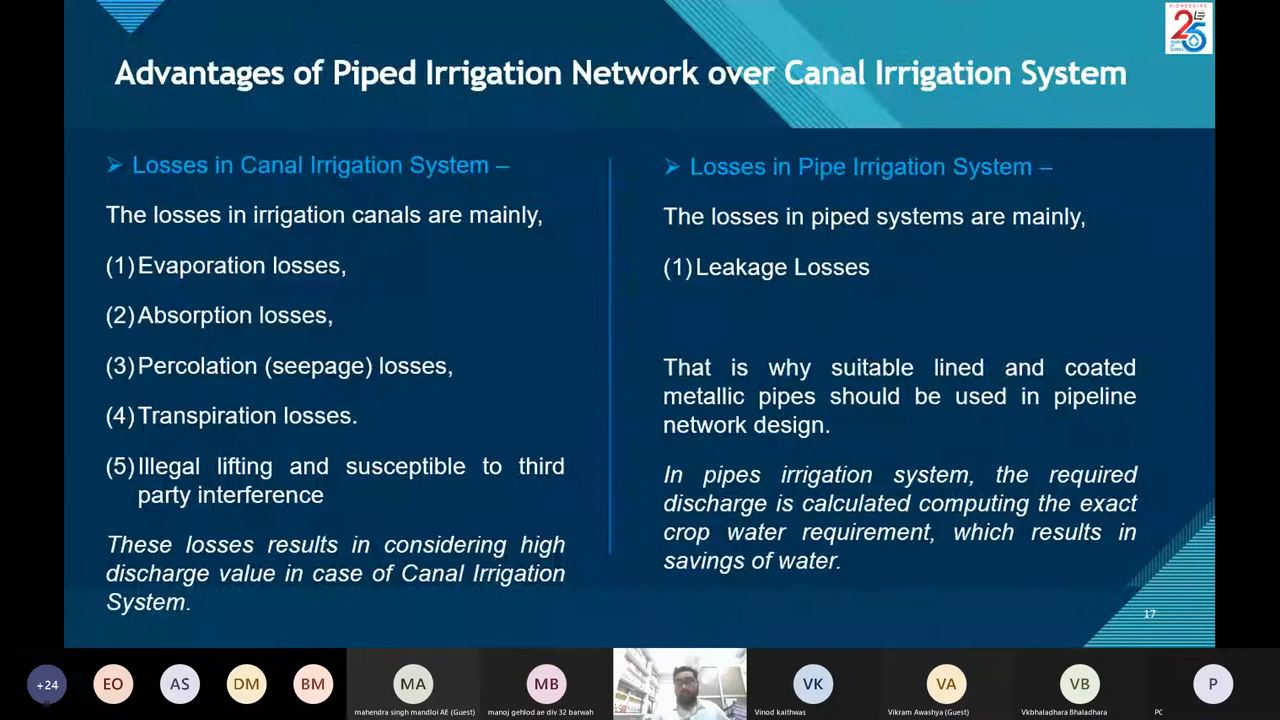 PIONEERING
25
Advantages of Piped Irrigation Network over Canal Irrigation System
➢ Losses in Canal Irrigation System –
The losses in irrigation canals are mainly,
(1) Evaporation losses,
(2) Absorption losses,
(3) Percolation (seepage) losses,
(4) Transpiration losses.
(5) Illegal lifting and susceptible to third
party interference
These losses results in considering high
discharge value in case of Canal Irrigation
System.
➢ Losses in Pipe Irrigation System –
The losses in piped systems are mainly,
(1) Leakage Losses
That is why suitable lined and coated
metallic pipes should be used in pipeline
network design.
In pipes irrigation system, the required
discharge is calculated computing the exact
crop water requirement, which results in
savings of water.
17
+24
EO
AS
DM
BM
MA
mahendra singh mandloi AE (Guest)
MB
manoj gehlod ae div 32 barwah
VK
Vinod kaithwas
VA
Vikram Awashya (Guest)
VB
Vkbhaladhara Bhaladhara
P
PC